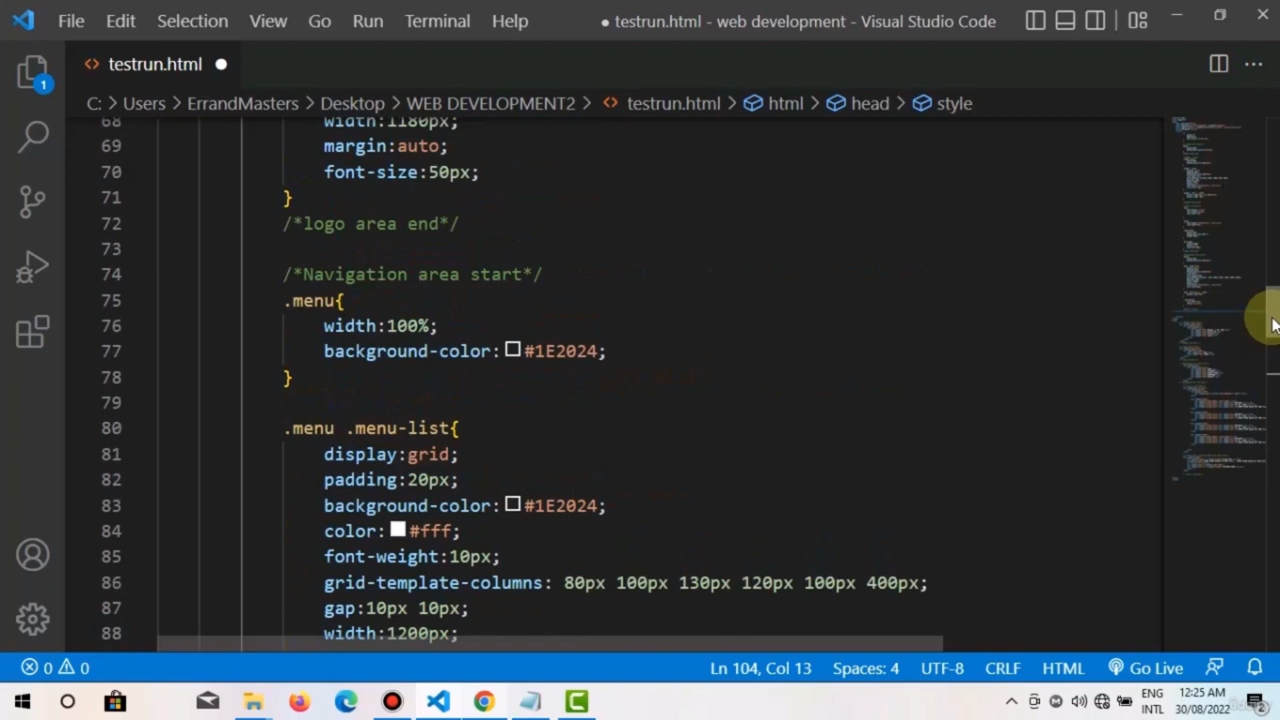 File Edit Selection View Go Run Terminal Help ● testrun.html - web development - Visual Studio Code
testrun.html
1
C: > Users > ErrandMasters > Desktop > WEB DEVELOPMENT2 > testrun.html > html > head > style
68 width:1180px;
69 margin:auto;
70 font-size:50px;
71 }
72 /*logo area end*/
73
74 /*Navigation area start*/
75 .menu{
76 width:100%;
77 background-color: #1E2024;
78 }
79
80 .menu .menu-list{
81 display:grid;
82 padding:20px;
83 background-color: #1E2024;
84 color: #fff;
85 font-weight:10px;
86 grid-template-columns: 80px 100px 130px 120px 100px 400px;
87 gap:10px 10px;
88 width:1200px;
0 0 Ln 104, Col 13 Spaces: 4 UTF-8 CRLF HTML Go Live
ENG 12:25 AM
INTL 30/08/2022 2